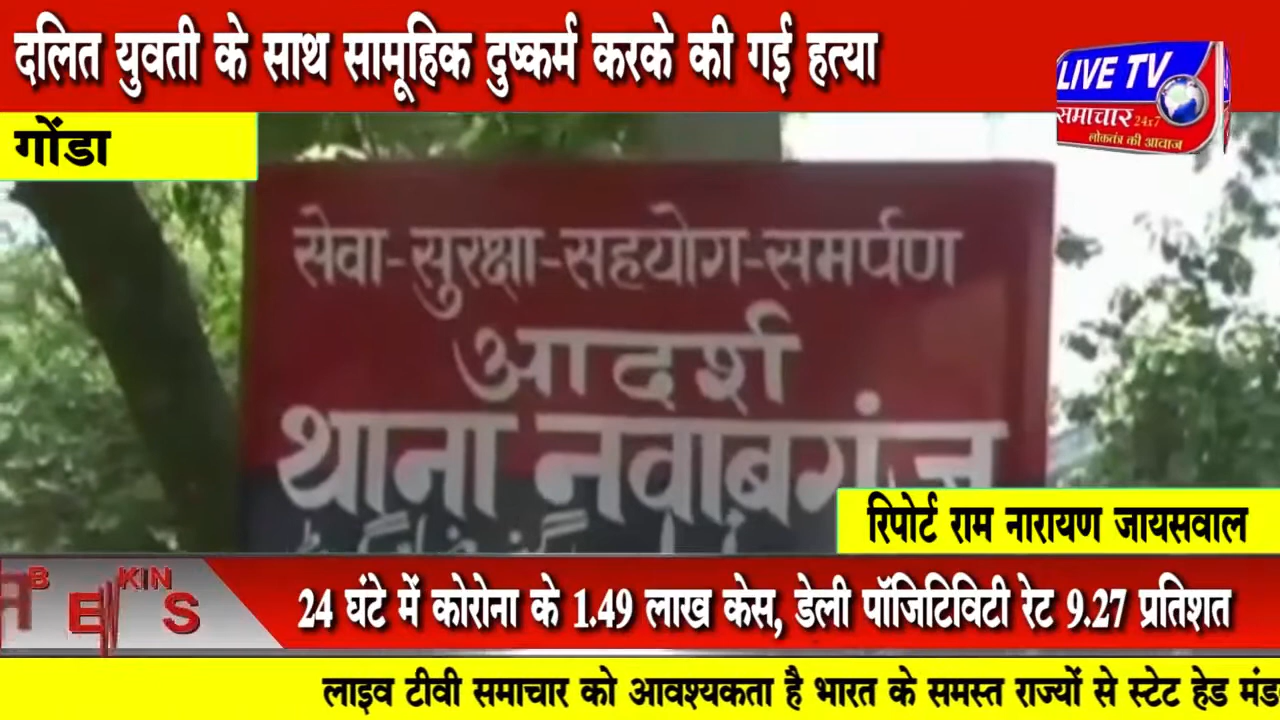 दलित युवती के साथ सामूहिक दुष्कर्म करके की गई हत्या
LIVE TV
समाचार 24x7
लोकतंत्र की आवाज
गोंडा
सेवा-सुरक्षा-सहयोग-समर्पण
आदर्श
थाना नवाबगंज
रिपोर्ट राम नारायण जायसवाल
24 घंटे में कोरोना के 1.49 लाख केस, डेली पॉजिटिविटी रेट 9.27 प्रतिशत
लाइव टीवी समाचार को आवश्यकता है भारत के समस्त राज्यों से स्टेट हेड मंड